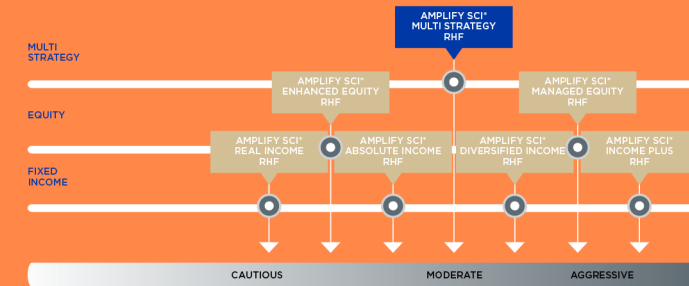 AMPLIFY SCI*
MULTI STRATEGY
RHF
MULTI
STRATEGY
AMPLIFY SCI*
ENHANCED EQUITY
RHF
AMPLIFY SCI*
MANAGED EQUITY
RHF
EQUITY
AMPLIFY SCI*
REAL INCOME
RHF
AMPLIFY SCI*
ABSOLUTE INCOME
RHF
AMPLIFY SCI*
DIVERSIFIED INCOME
RHF
AMPLIFY SCI*
INCOME PLUS
RHF
FIXED
INCOME
CAUTIOUS
MODERATE
AGGRESSIVE